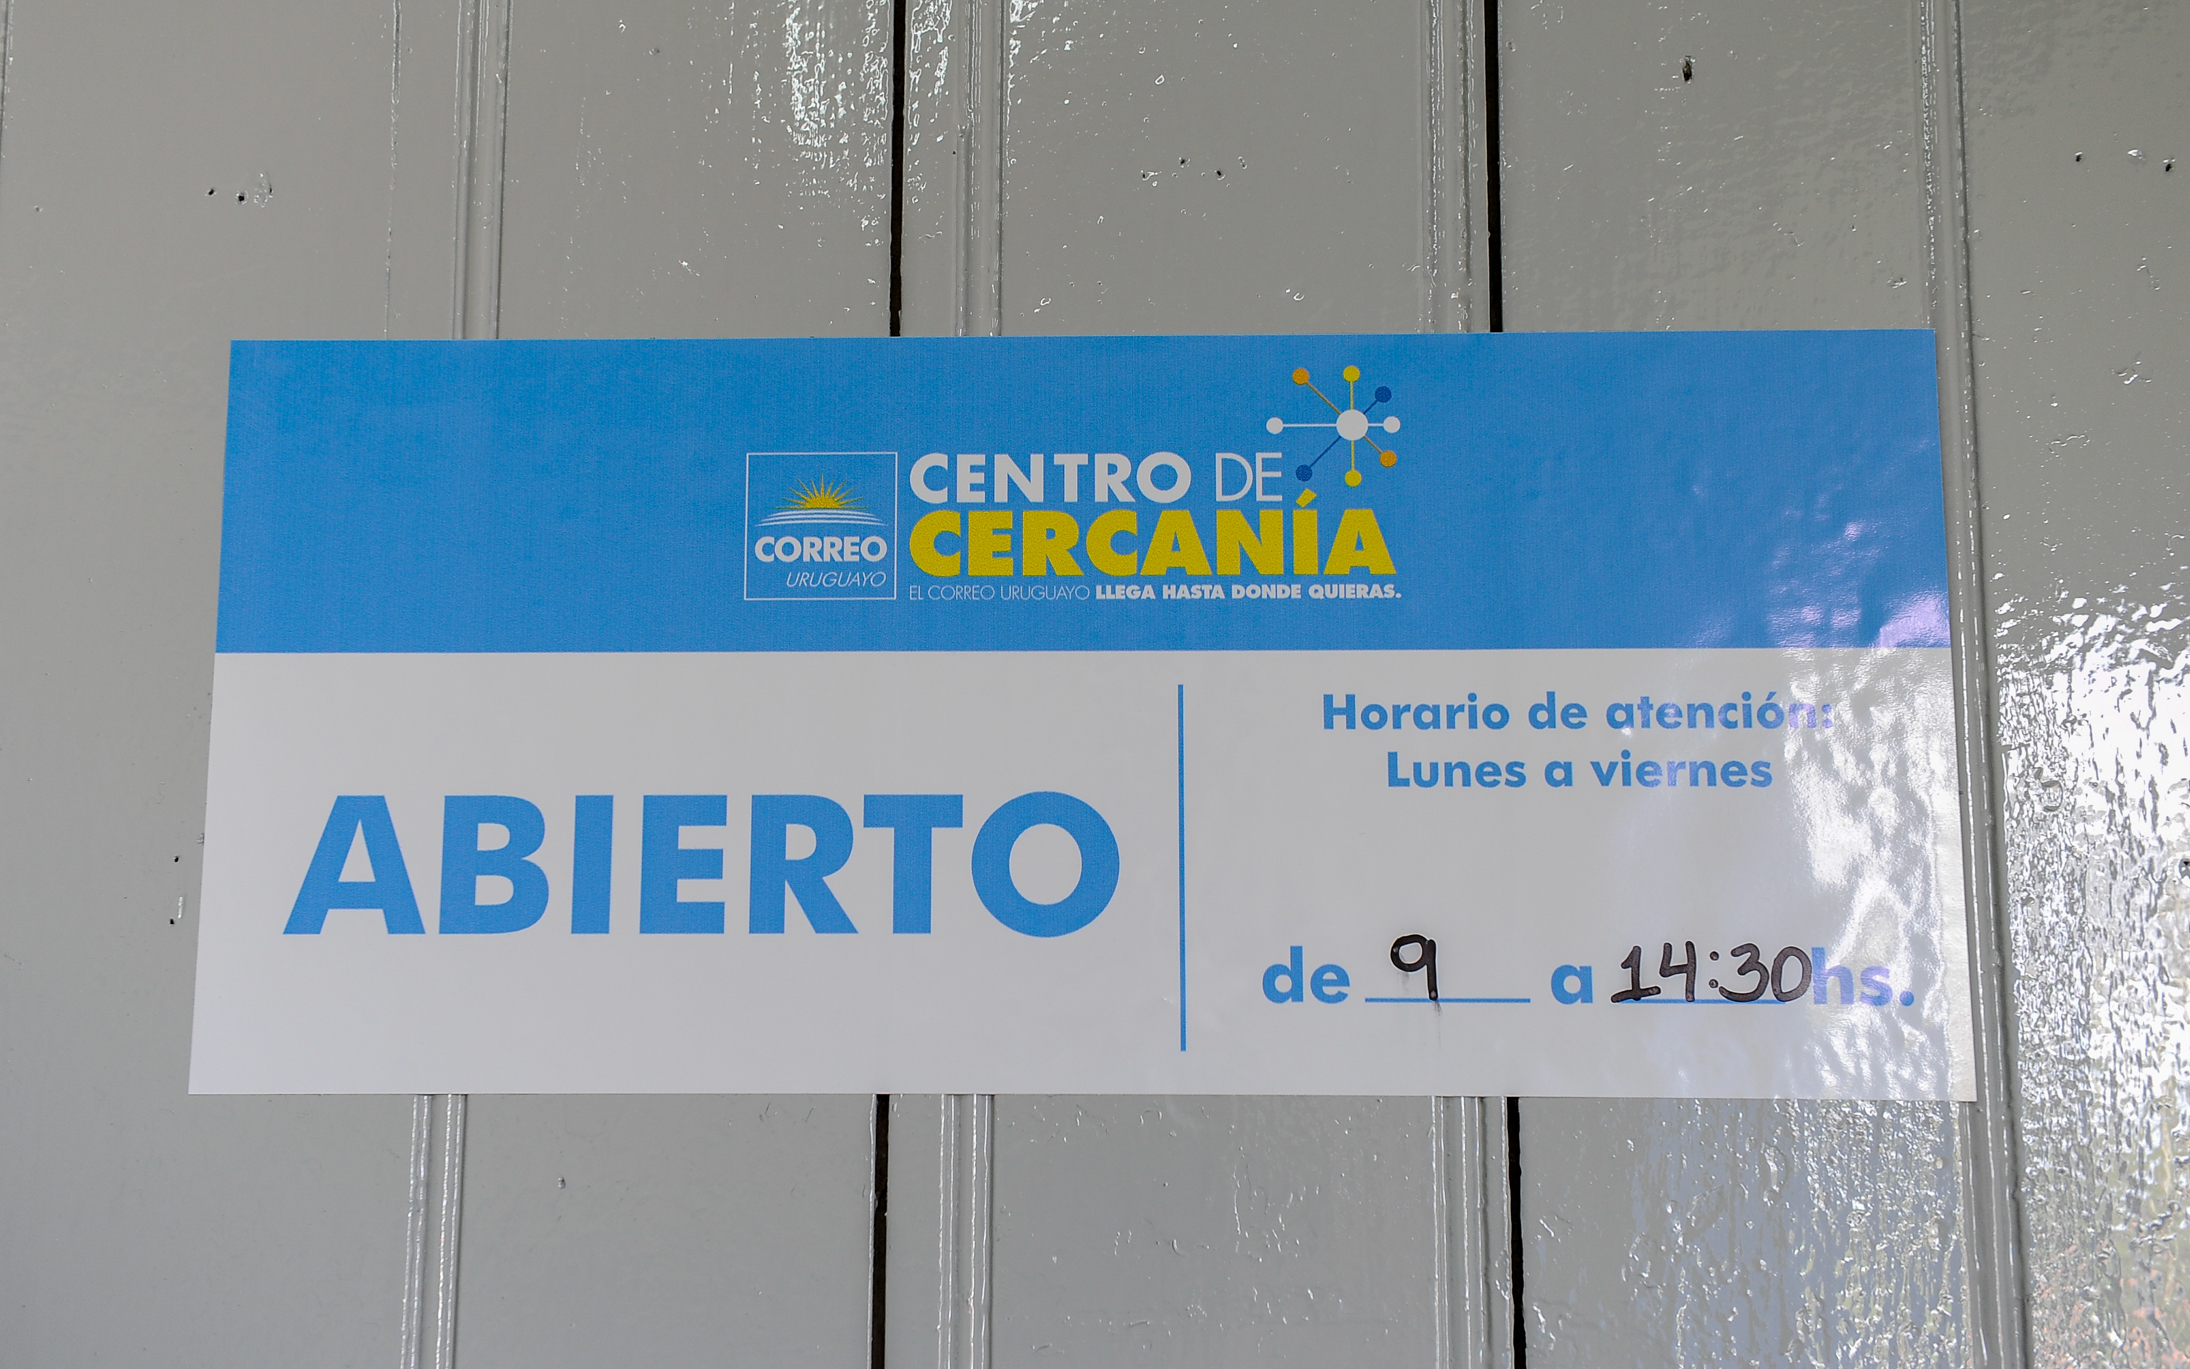 CORREO
URUGUAYO
CENTRO DE
CERCANÍA
EL CORREO URUGUAYO LLEGA HASTA DONDE QUIERAS.
ABIERTO
Horario de atención:
Lunes a viernes
de 9 a 14:30hs.